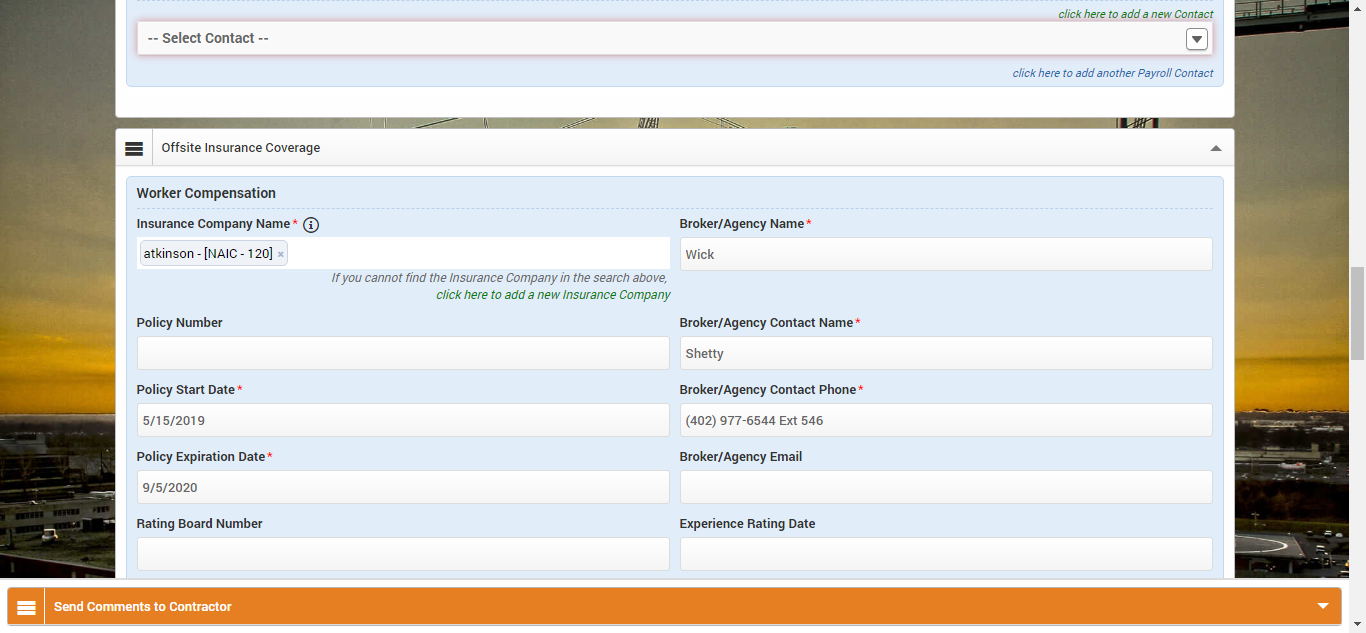 click here to add a new Contact
-- Select Contact --
click here to add another Payroll Contact
Offsite Insurance Coverage
Worker Compensation
Insurance Company Name*
Broker/Agency Name*
atkinson - [NAIC - 120] ×
Wick
If you cannot find the Insurance Company in the search above,
click here to add a new Insurance Company
Policy Number
Broker/Agency Contact Name*
Shetty
Policy Start Date*
Broker/Agency Contact Phone*
5/15/2019
(402) 977-6544 Ext 546
Policy Expiration Date*
Broker/Agency Email
9/5/2020
Rating Board Number
Experience Rating Date
Send Comments to Contractor